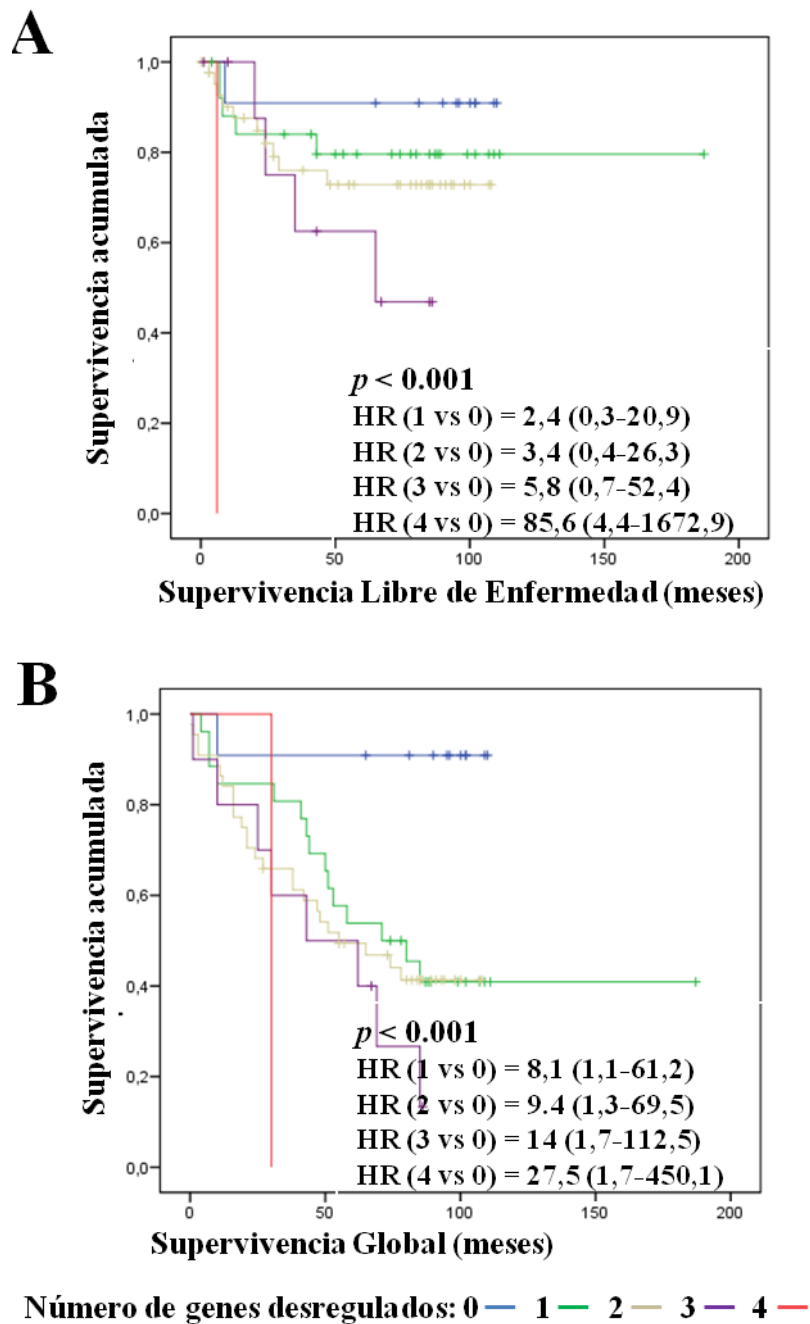 A
Supervivencia acumulada
1,0
0,8
0,6
0,4
0,2
0,0
p < 0.001
HR (1 vs 0) = 2,4 (0,3-20,9)
HR (2 vs 0) = 3,4 (0,4-26,3)
HR (3 vs 0) = 5,8 (0,7-52,4)
HR (4 vs 0) = 85,6 (4,4-1672,9)
0 50 100 150 200
Supervivencia Libre de Enfermedad (meses)
B
Supervivencia acumulada
1,0
0,8
0,6
0,4
0,2
0,0
p < 0.001
HR (1 vs 0) = 8,1 (1,1-61,2)
HR (2 vs 0) = 9.4 (1,3-69,5)
HR (3 vs 0) = 14 (1,7-112,5)
HR (4 vs 0) = 27,5 (1,7-450,1)
0 50 100 150 200
Supervivencia Global (meses)
Número de genes desregulados: 0 1 2 3 4